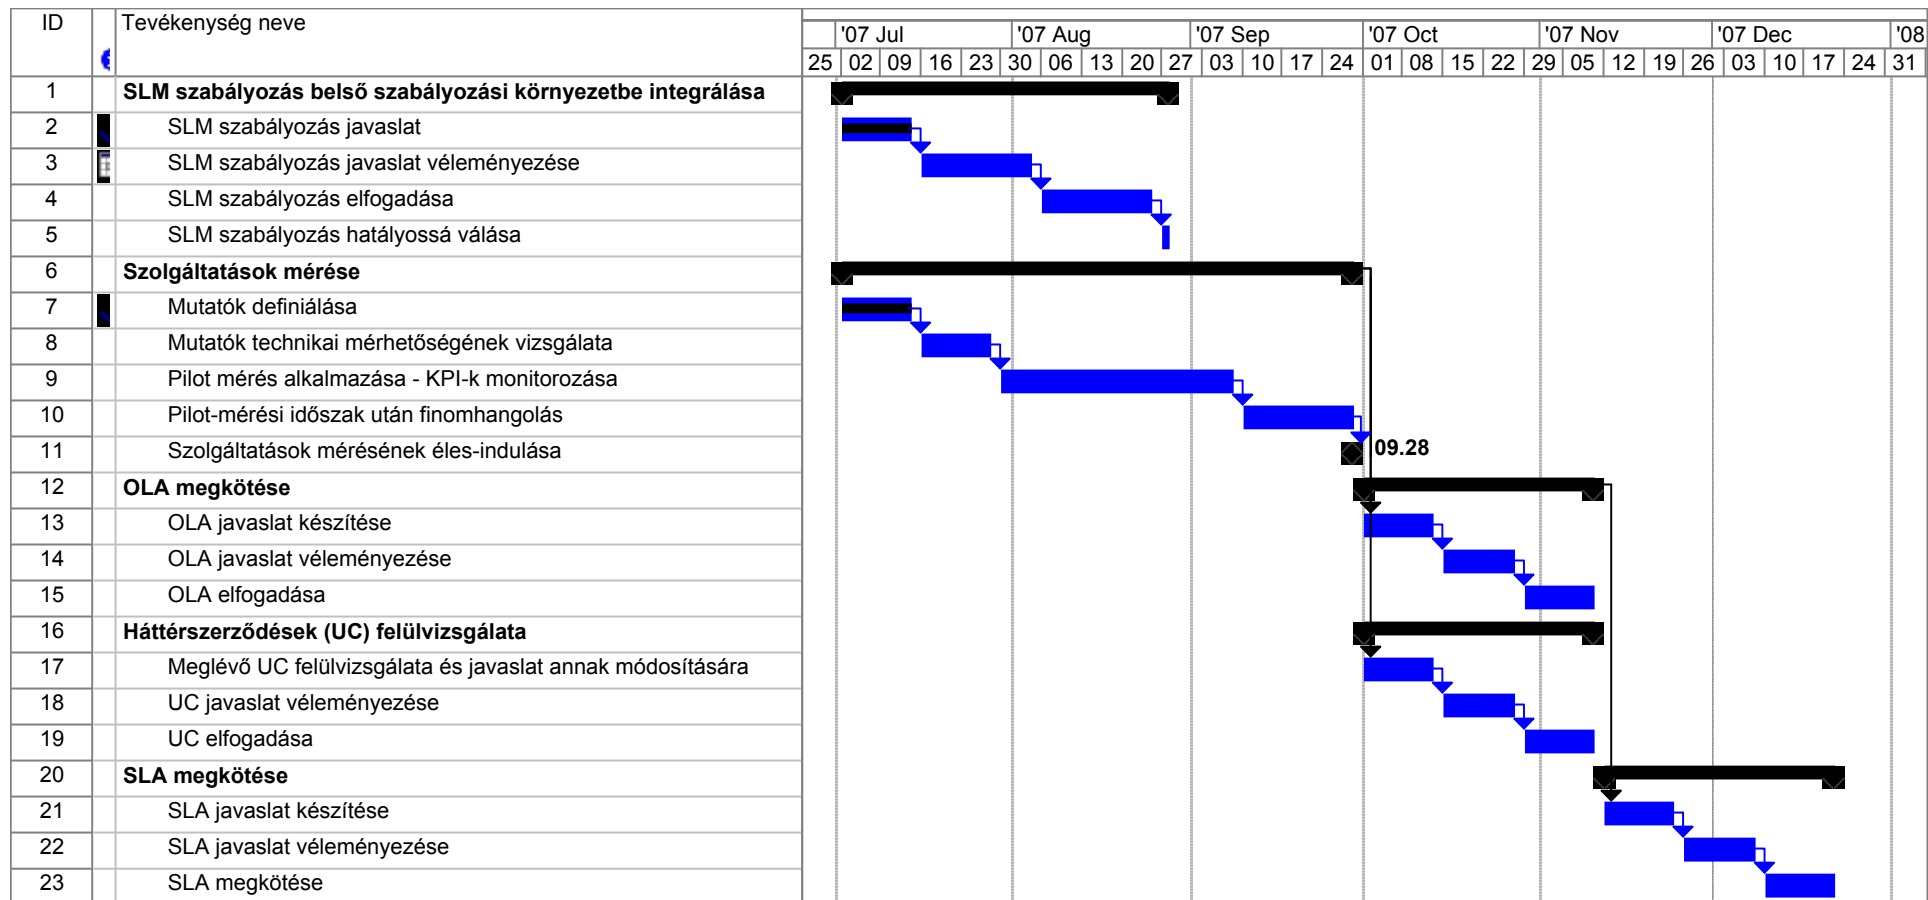 ID Tevékenység neve
'07 Jul '07 Aug '07 Sep '07 Oct '07 Nov '07 Dec '08
25 02 09 16 23 30 06 13 20 27 03 10 17 24 01 08 15 22 29 05 12 19 26 03 10 17 24 31
1 SLM szabályozás belső szabályozási környezetbe integrálása
2 SLM szabályozás javaslat
3 SLM szabályozás javaslat véleményezése
4 SLM szabályozás elfogadása
5 SLM szabályozás hatályossá válása
6 Szolgáltatások mérése
7 Mutatók definiálása
8 Mutatók technikai mérhetőségének vizsgálata
9 Pilot mérés alkalmazása - KPI-k monitorozása
10 Pilot-mérési időszak után finomhangolás
11 Szolgáltatások mérésének éles-indulása 09.28
12 OLA megkötése
13 OLA javaslat készítése
14 OLA javaslat véleményezése
15 OLA elfogadása
16 Háttérszerződések (UC) felülvizsgálata
17 Meglévő UC felülvizsgálata és javaslat annak módosítására
18 UC javaslat véleményezése
19 UC elfogadása
20 SLA megkötése
21 SLA javaslat készítése
22 SLA javaslat véleményezése
23 SLA megkötése